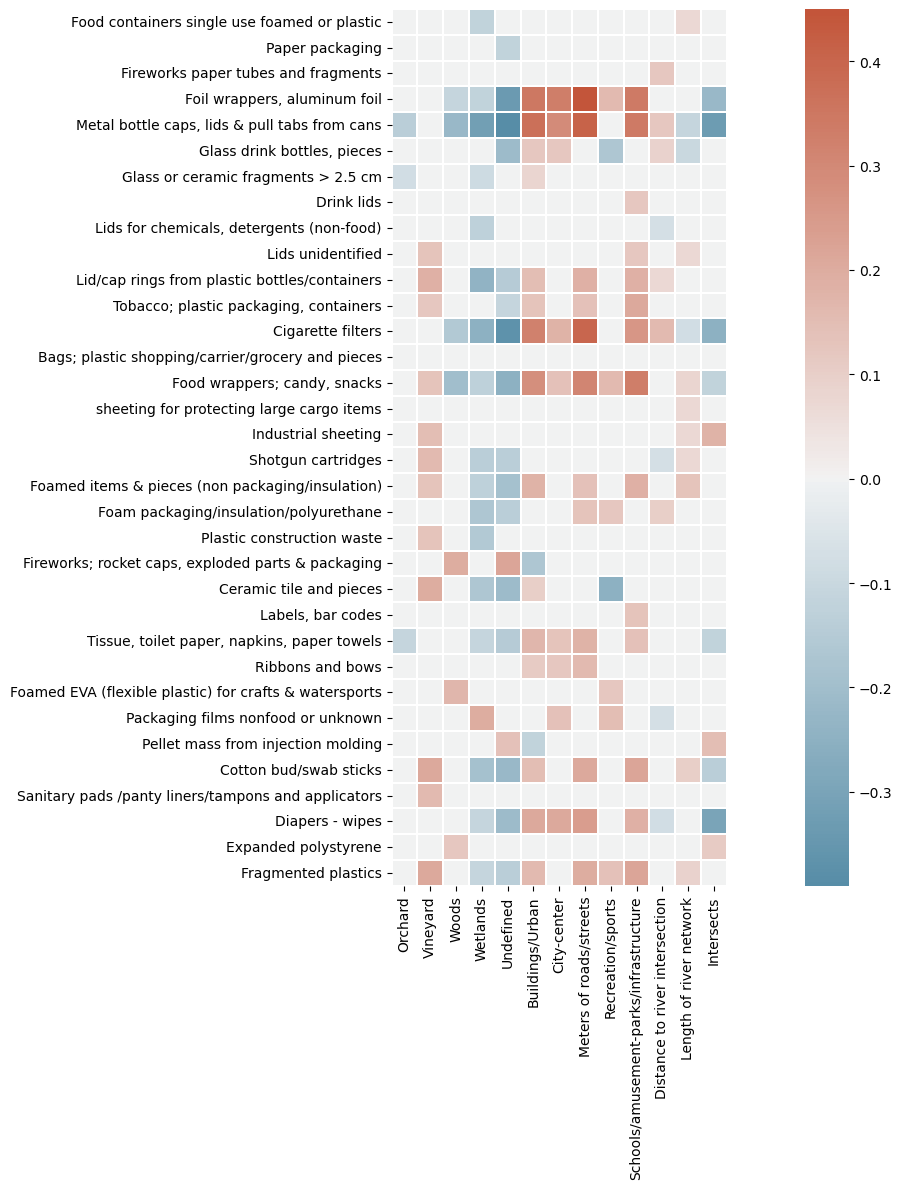 Food containers single use foamed or plastic
Paper packaging
Fireworks paper tubes and fragments
Foil wrappers, aluminum foil
Metal bottle caps, lids & pull tabs from cans
Glass drink bottles, pieces
Glass or ceramic fragments > 2.5 cm
Drink lids
Lids for chemicals, detergents (non-food)
Lids unidentified
Lid/cap rings from plastic bottles/containers
Tobacco; plastic packaging, containers
Cigarette filters
Bags; plastic shopping/carrier/grocery and pieces
Food wrappers; candy, snacks
sheeting for protecting large cargo items
Industrial sheeting
Shotgun cartridges
Foamed items & pieces (non packaging/insulation)
Foam packaging/insulation/polyurethane
Plastic construction waste
Fireworks; rocket caps, exploded parts & packaging
Ceramic tile and pieces
Labels, bar codes
Tissue, toilet paper, napkins, paper towels
Ribbons and bows
Foamed EVA (flexible plastic) for crafts & watersports
Packaging films nonfood or unknown
Pellet mass from injection molding
Cotton bud/swab sticks
Sanitary pads /panty liners/tampons and applicators
Diapers - wipes
Expanded polystyrene
Fragmented plastics
Orchard
Vineyard
Woods
Wetlands
Undefined
Buildings/Urban
City-center
Meters of roads/streets
Recreation/sports
Schools/amusement-parks/infrastructure
Distance to river intersection
Length of river network
Intersects
0.4
0.3
0.2
0.1
0.0
−0.1
−0.2
−0.3